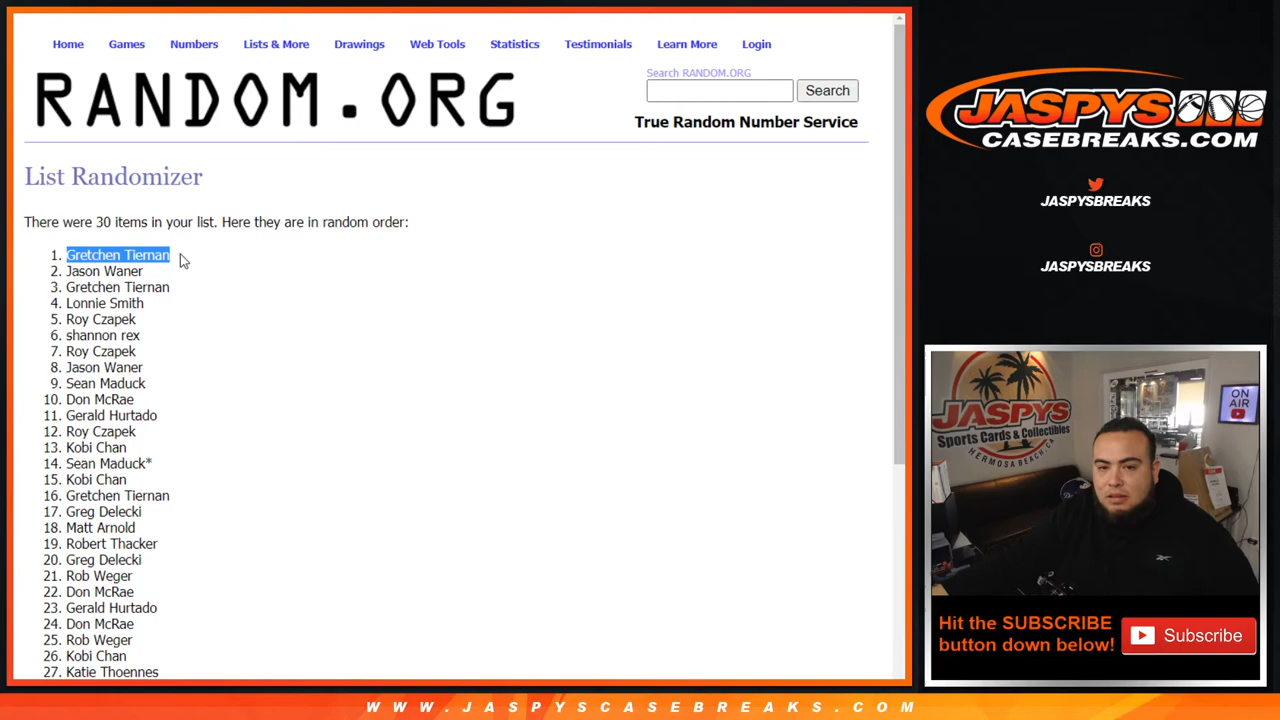 Home Games Numbers Lists & More Drawings Web Tools Statistics Testimonials Learn More Login
RANDOM.ORG
Search RANDOM.ORG
Search
True Random Number Service
List Randomizer
There were 30 items in your list. Here they are in random order:
1. Gretchen Tiernan
2. Jason Waner
3. Gretchen Tiernan
4. Lonnie Smith
5. Roy Czapek
6. shannon rex
7. Roy Czapek
8. Jason Waner
9. Sean Maduck
10. Don McRae
11. Gerald Hurtado
12. Roy Czapek
13. Kobi Chan
14. Sean Maduck*
15. Kobi Chan
16. Gretchen Tiernan
17. Greg Delecki
18. Matt Arnold
19. Robert Thacker
20. Greg Delecki
21. Rob Weger
22. Don McRae
23. Gerald Hurtado
24. Don McRae
25. Rob Weger
26. Kobi Chan
27. Katie Thoennes
JASPYS
CASEBREAKS.COM
JASPYSBREAKS
JASPYSBREAKS
JASPYS
Sports Cards & Collectibles
HERMOSA BEACH, CA
ON
AIR
Hit the SUBSCRIBE
button down below!
Subscribe
WWW.JASPYSCASEBREAKS.COM